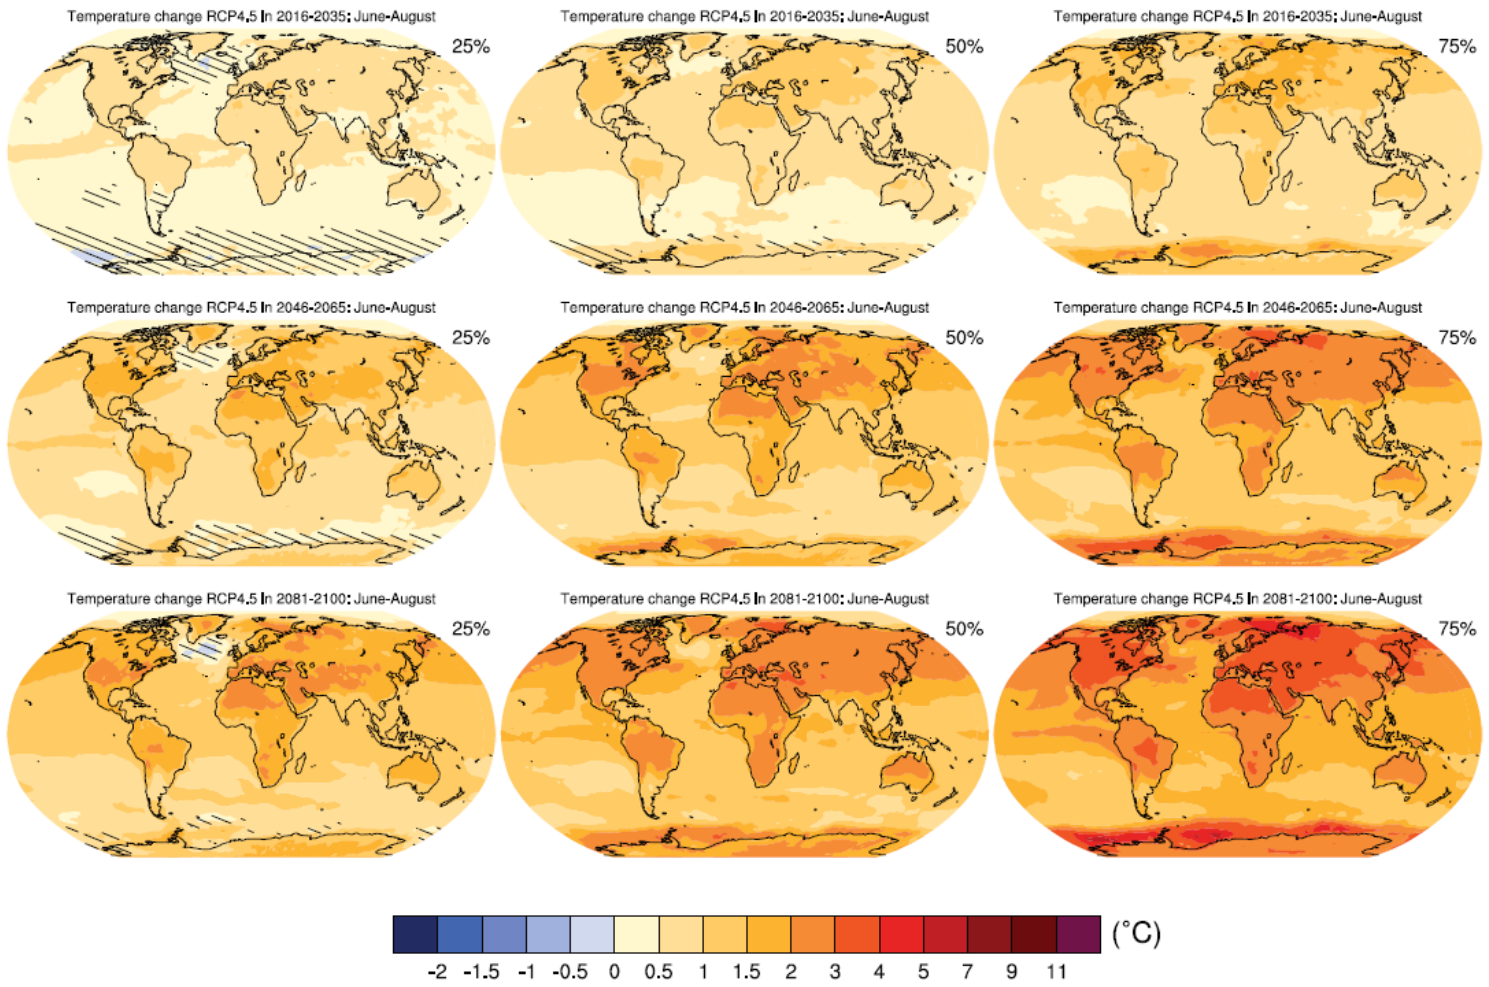 Temperature change RCP4.5 in 2016-2035: June-August
25%
Temperature change RCP4.5 in 2016-2035: June-August
50%
Temperature change RCP4.5 in 2016-2035: June-August
75%
Temperature change RCP4.5 in 2046-2065: June-August
25%
Temperature change RCP4.5 in 2046-2065: June-August
50%
Temperature change RCP4.5 in 2046-2065: June-August
75%
Temperature change RCP4.5 in 2081-2100: June-August
25%
Temperature change RCP4.5 in 2081-2100: June-August
50%
Temperature change RCP4.5 in 2081-2100: June-August
75%
(°C)
-2 -1.5 -1 -0.5 0 0.5 1 1.5 2 3 4 5 7 9 11